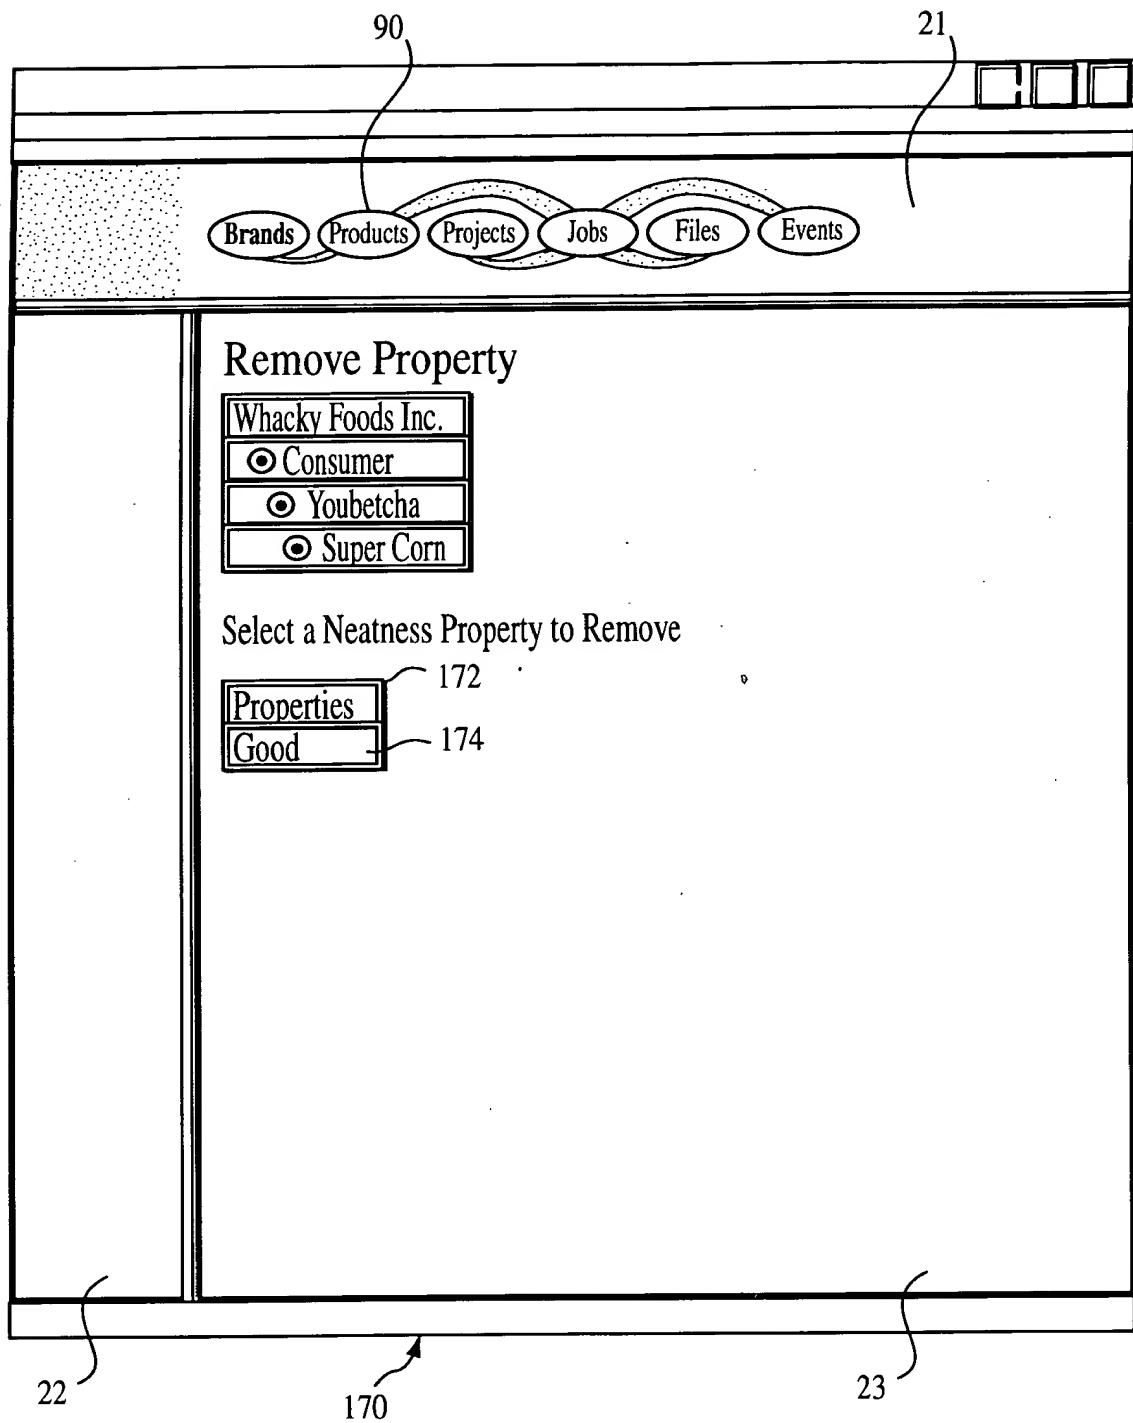 90
21
Brands Products Projects Jobs Files Events
Remove Property
Whacky Foods Inc.
Consumer
Youbetcha
Super Corn
Select a Neatness Property to Remove
172
Properties
Good
174
22
170
23